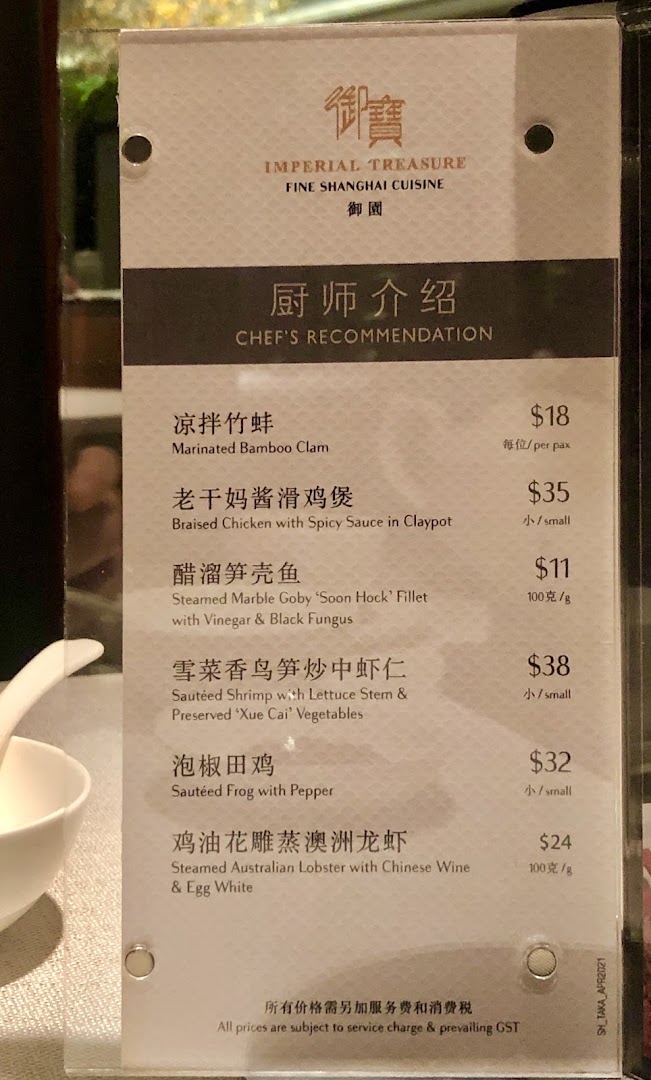 御寶
IMPERIAL TREASURE
FINE SHANGHAI CUISINE
御園
厨师介绍
CHEF'S RECOMMENDATION
凉拌竹蚌
$18
Marinated Bamboo Clam
每位/per pax
老干妈酱滑鸡煲
$35
Braised Chicken with Spicy Sauce in Claypot
小/small
醋溜笋壳鱼
$11
Steamed Marble Goby 'Soon Hock' Fillet
100克/g
with Vinegar & Black Fungus
雪菜香鸟笋炒中虾仁
$38
Sautéed Shrimp with Lettuce Stem &
小/small
Preserved 'Xue Cai' Vegetables
泡椒田鸡
$32
Sautéed Frog with Pepper
小/small
鸡油花雕蒸澳洲龙虾
$24
Steamed Australian Lobster with Chinese Wine
100克/g
& Egg White
所有价格需另加服务费和消费税
All prices are subject to service charge & prevailing GST
SH_TAKA_APR2021